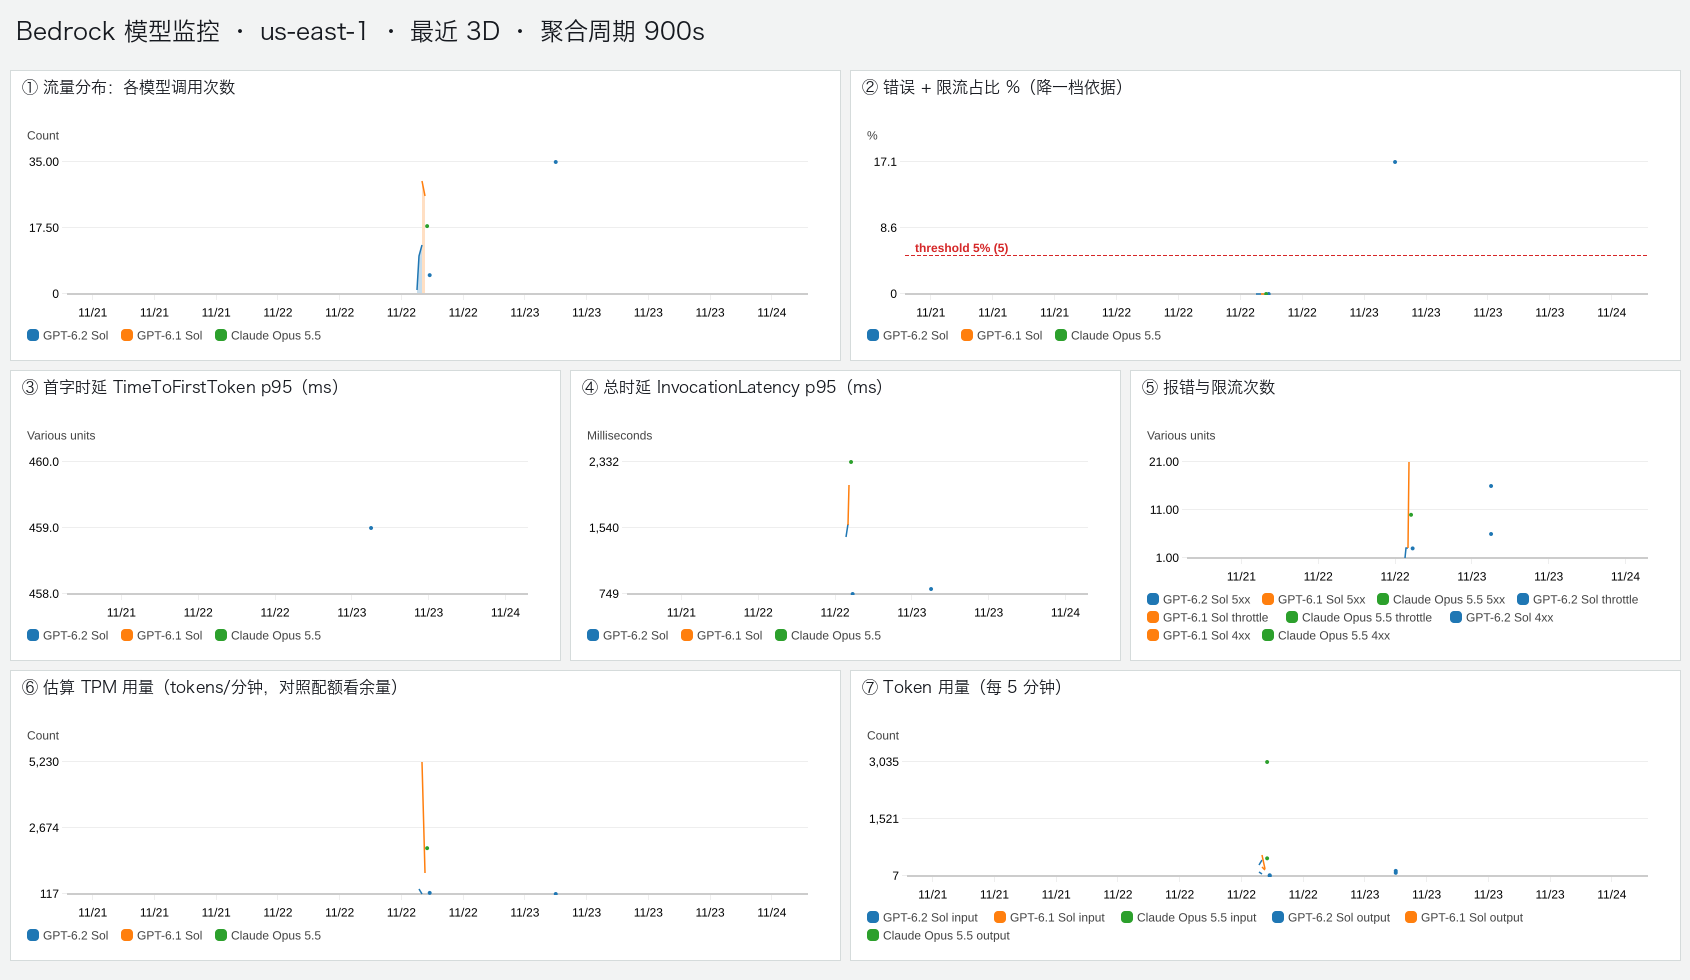 Bedrock 模型监控 · us-east-1 · 最近 3D · 聚合周期 900s
① 流量分布：各模型调用次数
Count
35.00
17.50
0
11/21 11/21 11/21 11/22 11/22 11/22 11/22 11/23 11/23 11/23 11/23 11/24
GPT-6.2 Sol GPT-6.1 Sol Claude Opus 5.5
② 错误 + 限流占比 %（降一档依据）
%
17.1
8.6
threshold 5% (5)
0
11/21 11/21 11/21 11/22 11/22 11/22 11/22 11/23 11/23 11/23 11/23 11/24
GPT-6.2 Sol GPT-6.1 Sol Claude Opus 5.5
③ 首字时延 TimeToFirstToken p95（ms）
Various units
460.0
459.0
458.0
11/21 11/22 11/22 11/23 11/23 11/24
GPT-6.2 Sol GPT-6.1 Sol Claude Opus 5.5
④ 总时延 InvocationLatency p95（ms）
Milliseconds
2,332
1,540
749
11/21 11/22 11/22 11/23 11/23 11/24
GPT-6.2 Sol GPT-6.1 Sol Claude Opus 5.5
⑤ 报错与限流次数
Various units
21.00
11.00
1.00
11/21 11/22 11/22 11/23 11/23 11/24
GPT-6.2 Sol 5xx GPT-6.1 Sol 5xx Claude Opus 5.5 5xx GPT-6.2 Sol throttle
GPT-6.1 Sol throttle Claude Opus 5.5 throttle GPT-6.2 Sol 4xx
GPT-6.1 Sol 4xx Claude Opus 5.5 4xx
⑥ 估算 TPM 用量（tokens/分钟，对照配额看余量）
Count
5,230
2,674
117
11/21 11/21 11/21 11/22 11/22 11/22 11/22 11/23 11/23 11/23 11/23 11/24
GPT-6.2 Sol GPT-6.1 Sol Claude Opus 5.5
⑦ Token 用量（每 5 分钟）
Count
3,035
1,521
7
11/21 11/21 11/21 11/22 11/22 11/22 11/22 11/23 11/23 11/23 11/23 11/24
GPT-6.2 Sol input GPT-6.1 Sol input Claude Opus 5.5 input GPT-6.2 Sol output GPT-6.1 Sol output
Claude Opus 5.5 output